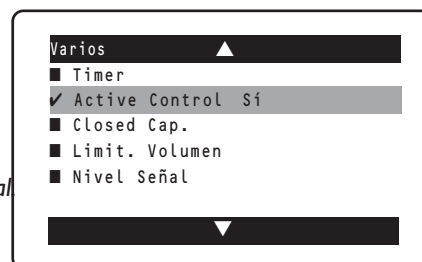 Varios ▲
■ Timer
✔ Active Control Sí
■ Closed Cap.
■ Limit. Volumen
■ Nivel Señal
▼